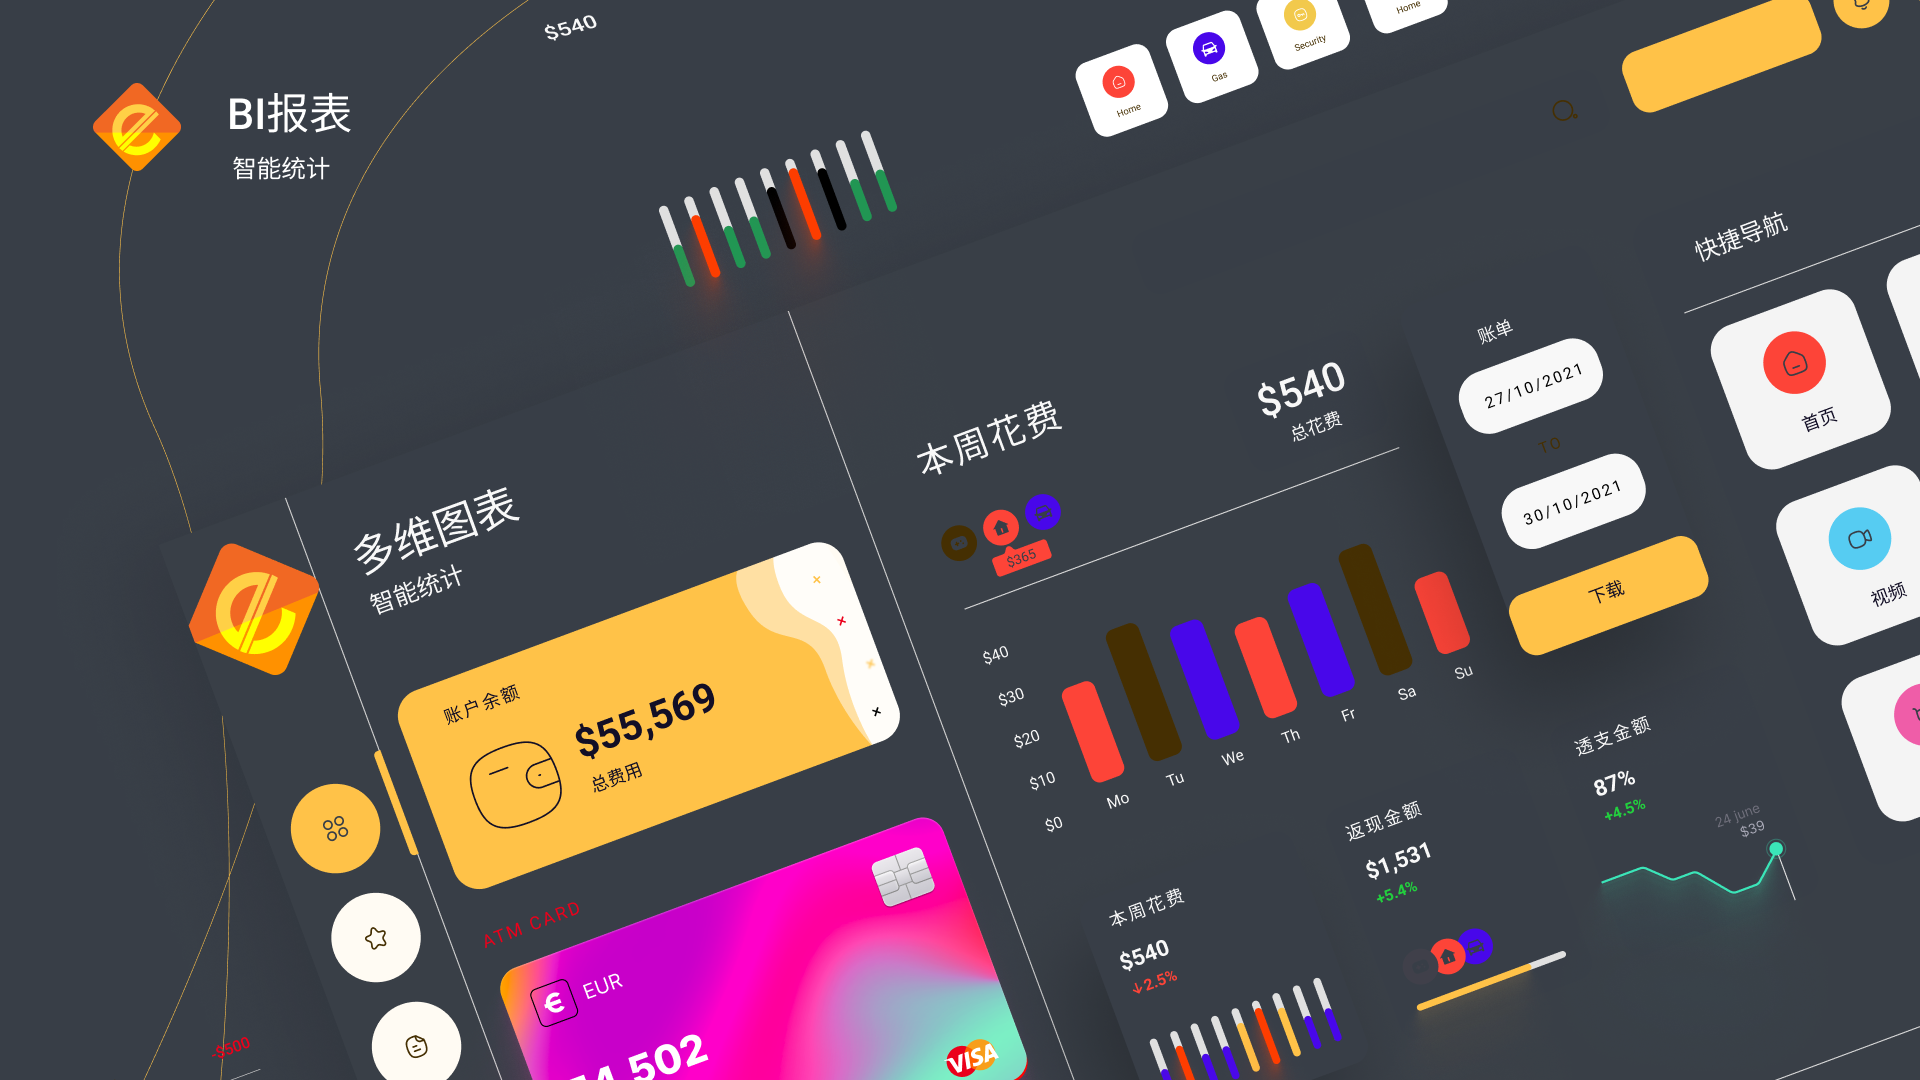 $540
BI报表
智能统计
Home
Gas
Security
Home
快捷导航
首页
视频
账单
27/10/2021
TO
30/10/2021
下载
本周花费
$540
总花费
$365
$40
$30
$20
$10
$0
Mo
Tu
We
Th
Fr
Sa
Su
多维图表
智能统计
账户余额
$55,569
总费用
ATM CARD
EUR
4,502
VISA
-$500
本周花费
$540
↓2.5%
返现金额
$1,531
+5.4%
透支金额
87%
+4.5%
24 june
$39